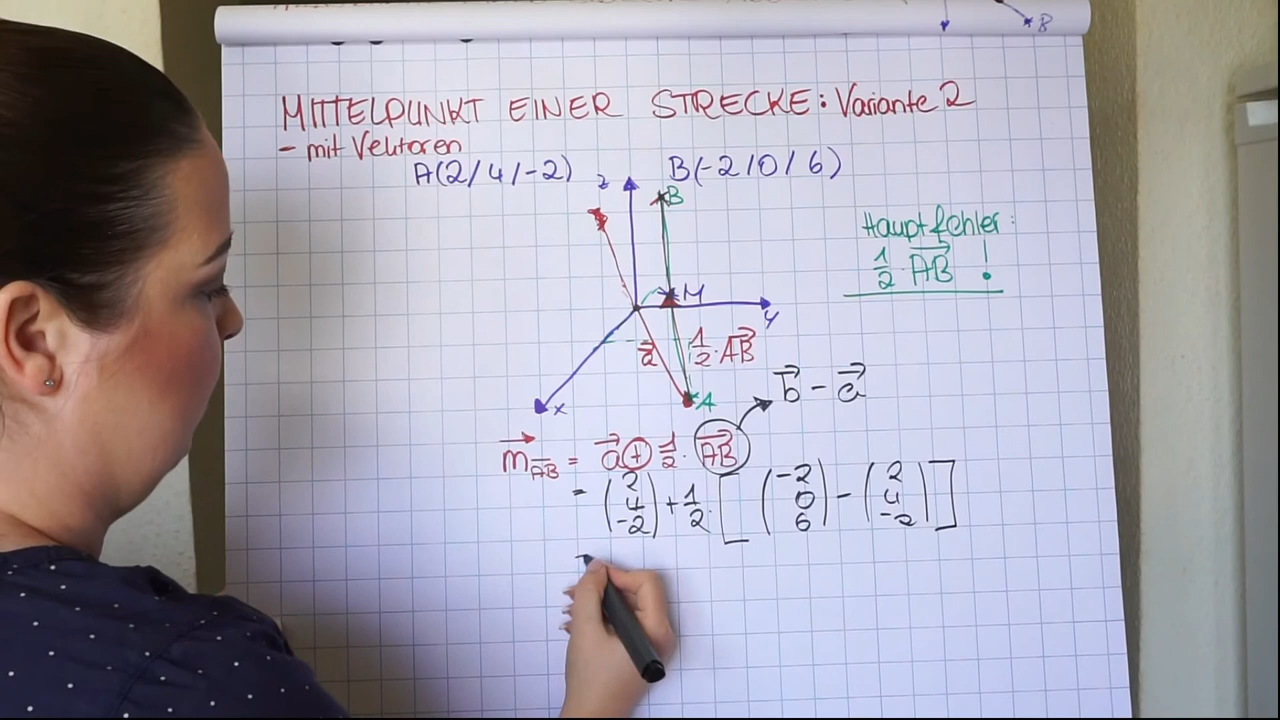 B
MITTELPUNKT EINER STRECKE: Variante 2
- mit Vektoren
A(2/4/-2) B(-2/0/6)
z
B
Hauptfehler:
1/2 · AB→ !
M
y
a→ 1/2 · AB→
x
A
b→ - a→
m→AB = a→ + 1/2 · AB→
= (2 4 -2) + 1/2 · [(-2 0 6) - (2 4 -2)]